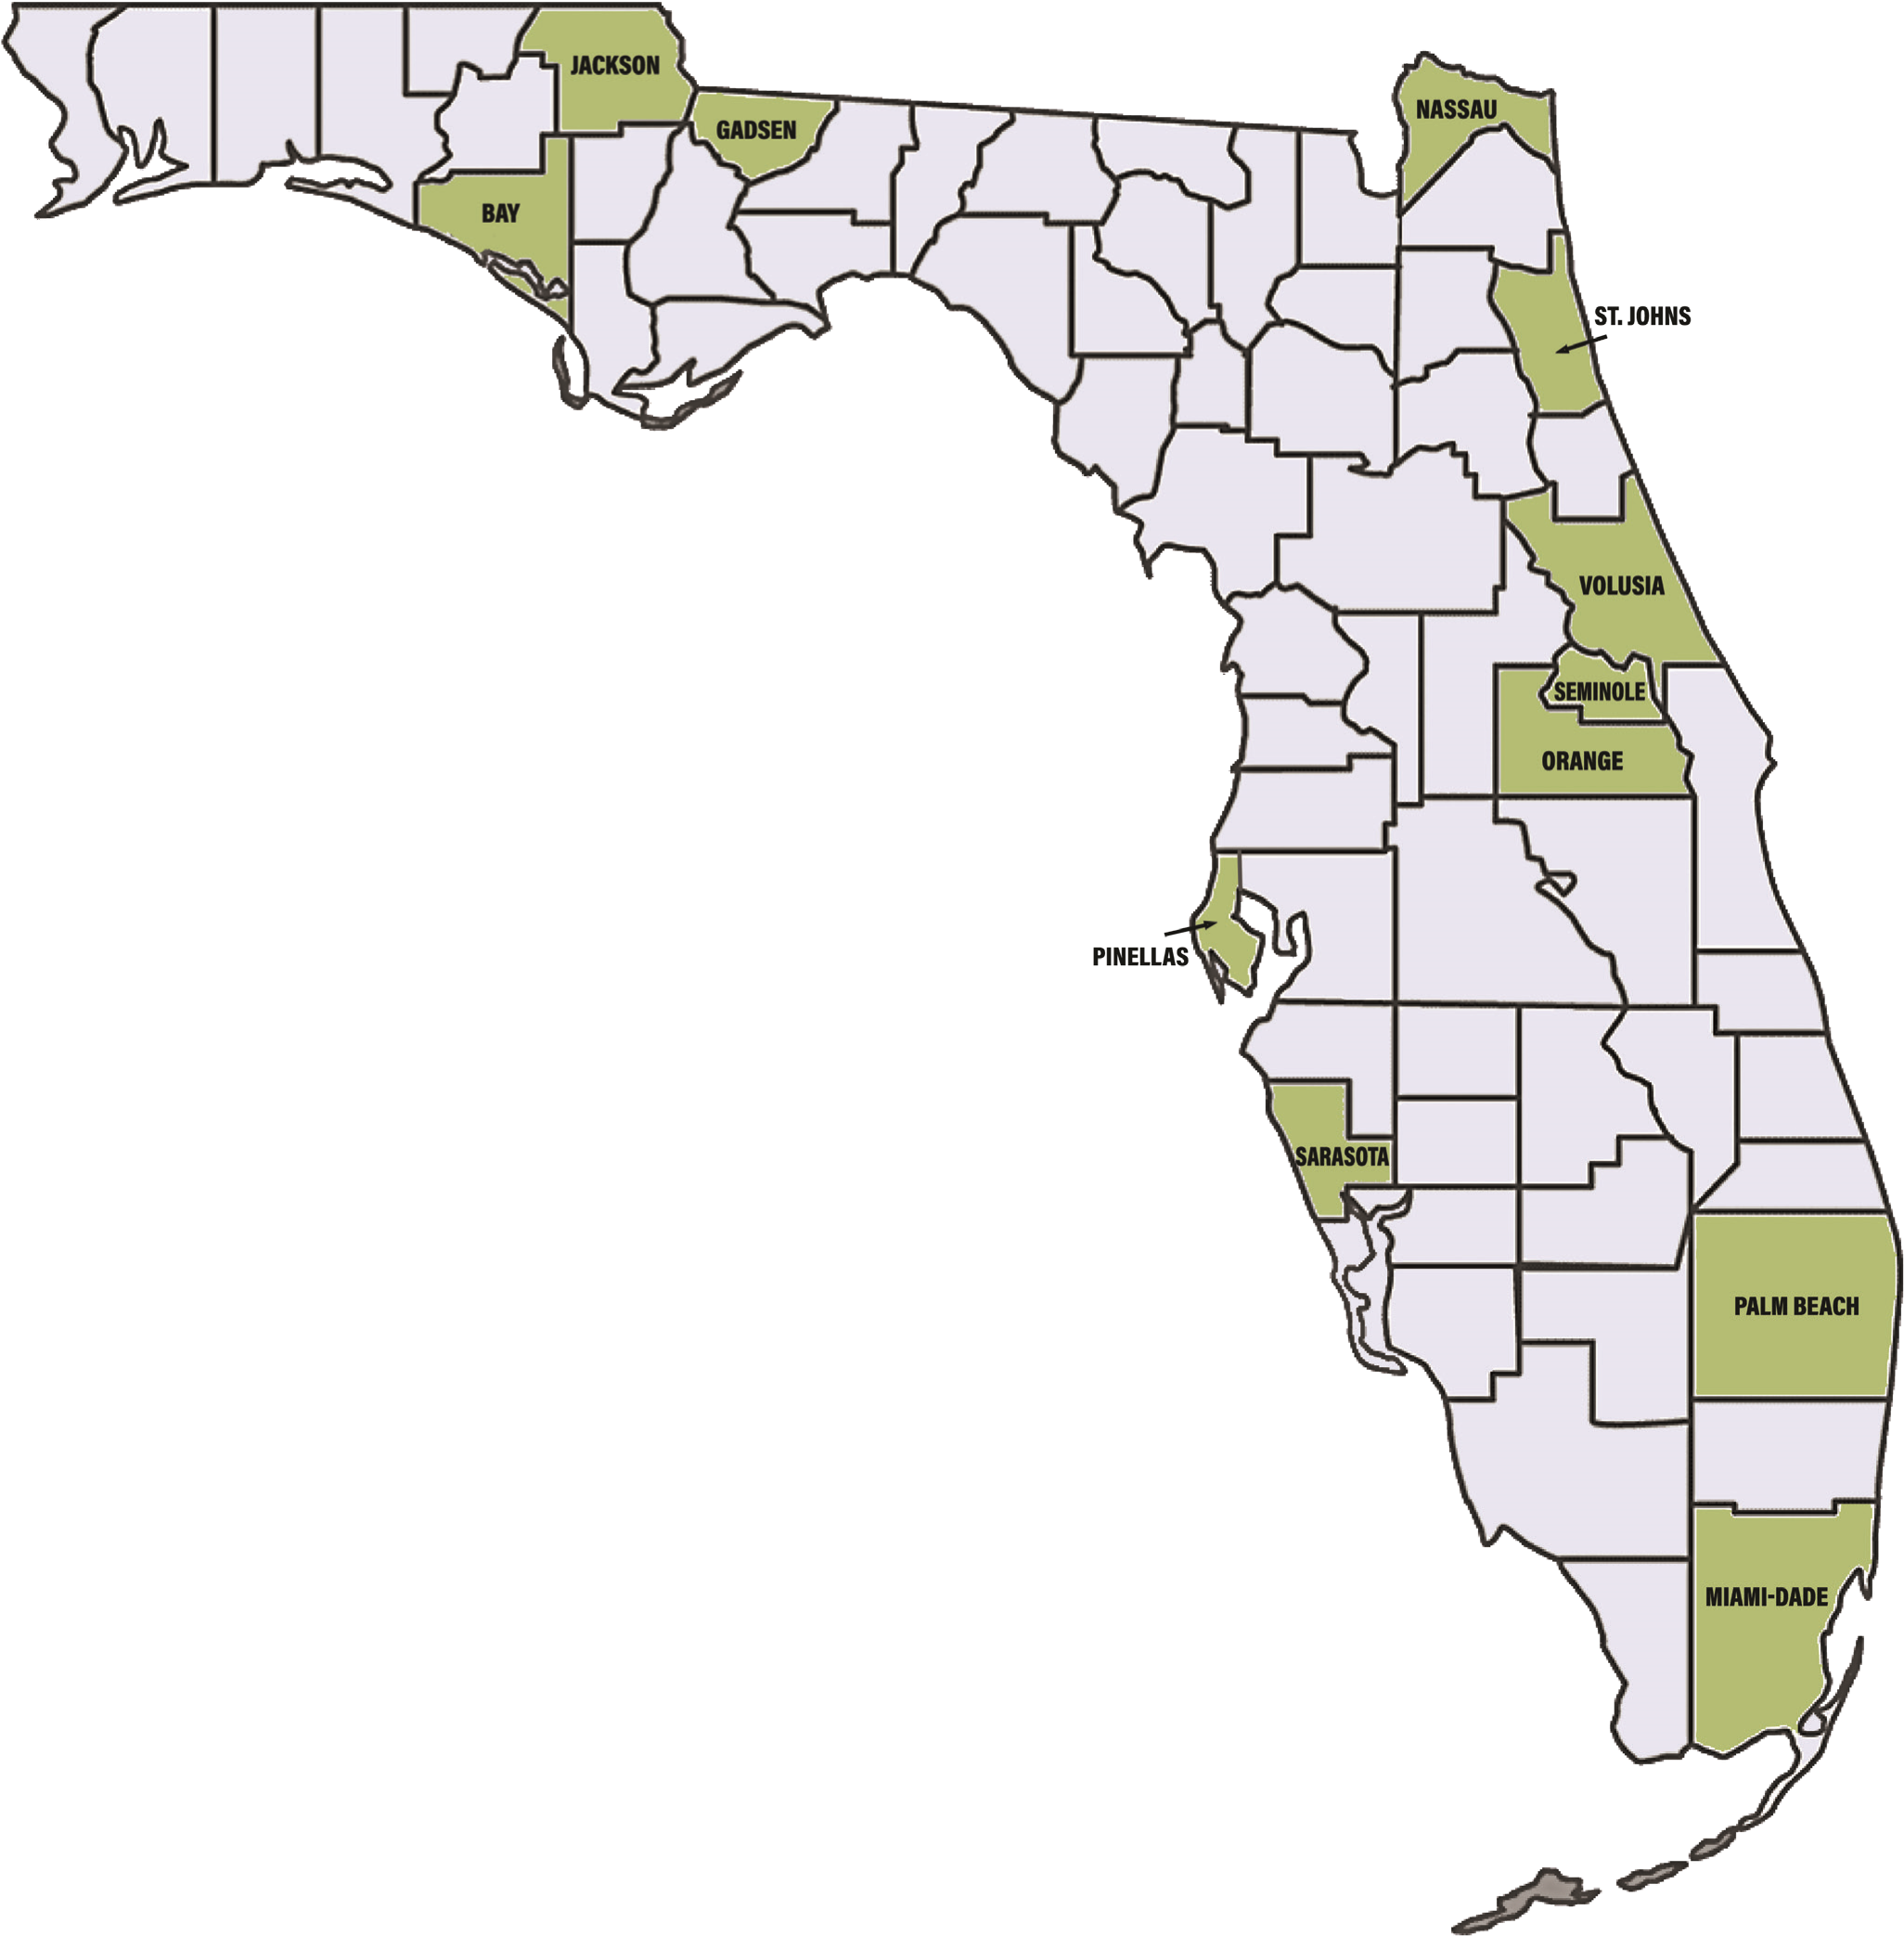 JACKSON
NASSAU
GADSEN
BAY
ST. JOHNS
VOLUSIA
SEMINOLE
ORANGE
PINELLAS
SARASOTA
PALM BEACH
MIAMI-DADE